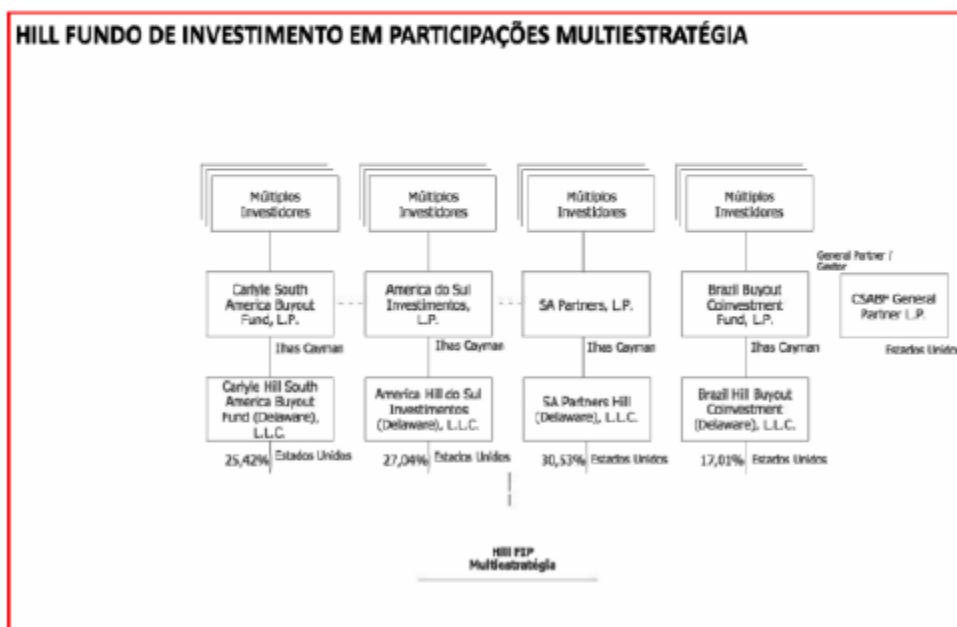 HILL FUNDO DE INVESTIMENTO EM PARTICIPAÇÕES MULTIESTRATÉGIA
Múltiplos
Investidores
Múltiplos
Investidores
Múltiplos
Investidores
Múltiplos
Investidores
General Partner /
Gestor
Carlyle South
America Buyout
Fund, L.P.
America do Sul
Investimentos,
L.P.
SA Partners, L.P.
Brazil Buyout
Coinvestment
Fund, L.P.
CSABF General
Partner L.P.
Ilhas Cayman
Ilhas Cayman
Ilhas Cayman
Ilhas Cayman
Estados Unidos
Carlyle Hill South
America Buyout
Fund (Delaware),
L.L.C.
America Hill do Sul
Investimentos
(Delaware), L.L.C.
SA Partners Hill
(Delaware), L.L.C.
Brazil Hill Buyout
Coinvestment
(Delaware), L.L.C.
25,42% Estados Unidos
27,04% Estados Unidos
30,53% Estados Unidos
17,01% Estados Unidos
Hill FIP
Multiestratégia